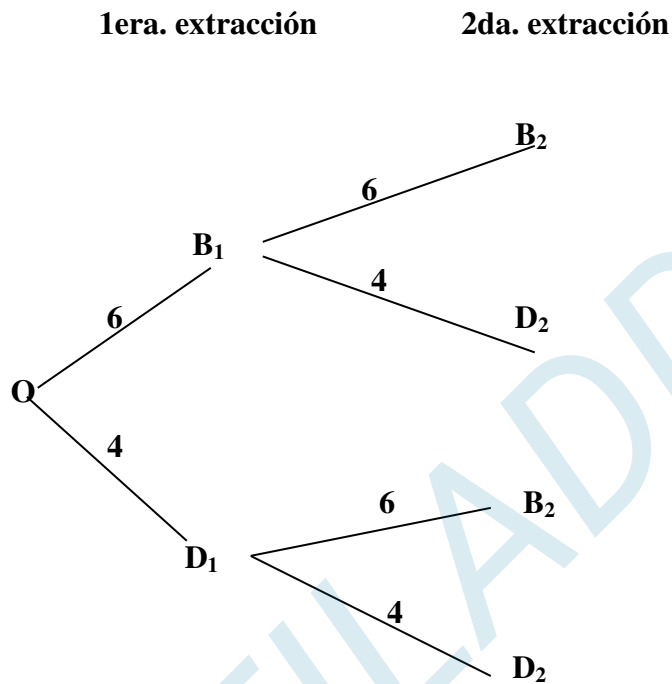 1era. extracción 2da. extracción
B₂
6
B₁
4
6
D₂
O
4
6 B₂
D₁
4
D₂